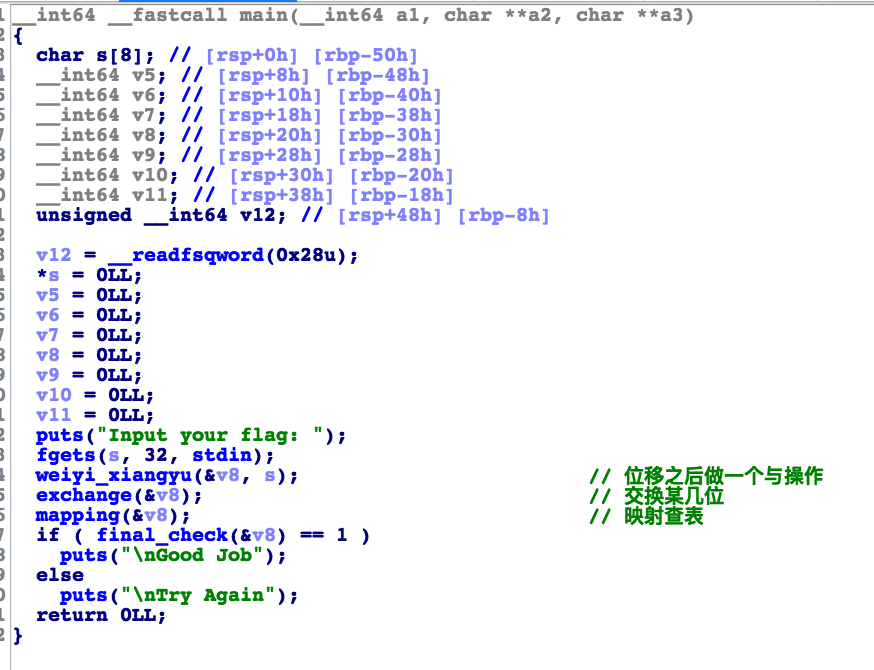 1 __int64 __fastcall main(__int64 a1, char **a2, char **a3)
2 {
3 char s[8]; // [rsp+0h] [rbp-50h]
4 __int64 v5; // [rsp+8h] [rbp-48h]
5 __int64 v6; // [rsp+10h] [rbp-40h]
6 __int64 v7; // [rsp+18h] [rbp-38h]
7 __int64 v8; // [rsp+20h] [rbp-30h]
8 __int64 v9; // [rsp+28h] [rbp-28h]
9 __int64 v10; // [rsp+30h] [rbp-20h]
0 __int64 v11; // [rsp+38h] [rbp-18h]
1 unsigned __int64 v12; // [rsp+48h] [rbp-8h]
2
3 v12 = __readfsqword(0x28u);
4 *s = 0LL;
5 v5 = 0LL;
6 v6 = 0LL;
7 v7 = 0LL;
8 v8 = 0LL;
9 v9 = 0LL;
0 v10 = 0LL;
1 v11 = 0LL;
2 puts("Input your flag: ");
3 fgets(s, 32, stdin);
4 weiyi_xiangyu(&v8, s); // 位移之后做一个与操作
5 exchange(&v8); // 交换某几位
6 mapping(&v8); // 映射查表
7 if ( final_check(&v8) == 1 )
8 puts("\nGood Job");
9 else
0 puts("\nTry Again");
1 return 0LL;
2 }